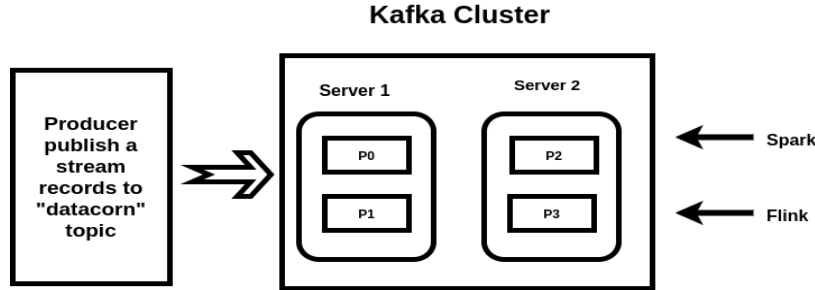 Kafka Cluster
Producer
publish a
stream
records to
"datacorn"
topic
Server 1
P0
P1
Server 2
P2
P3
Spark
Flink